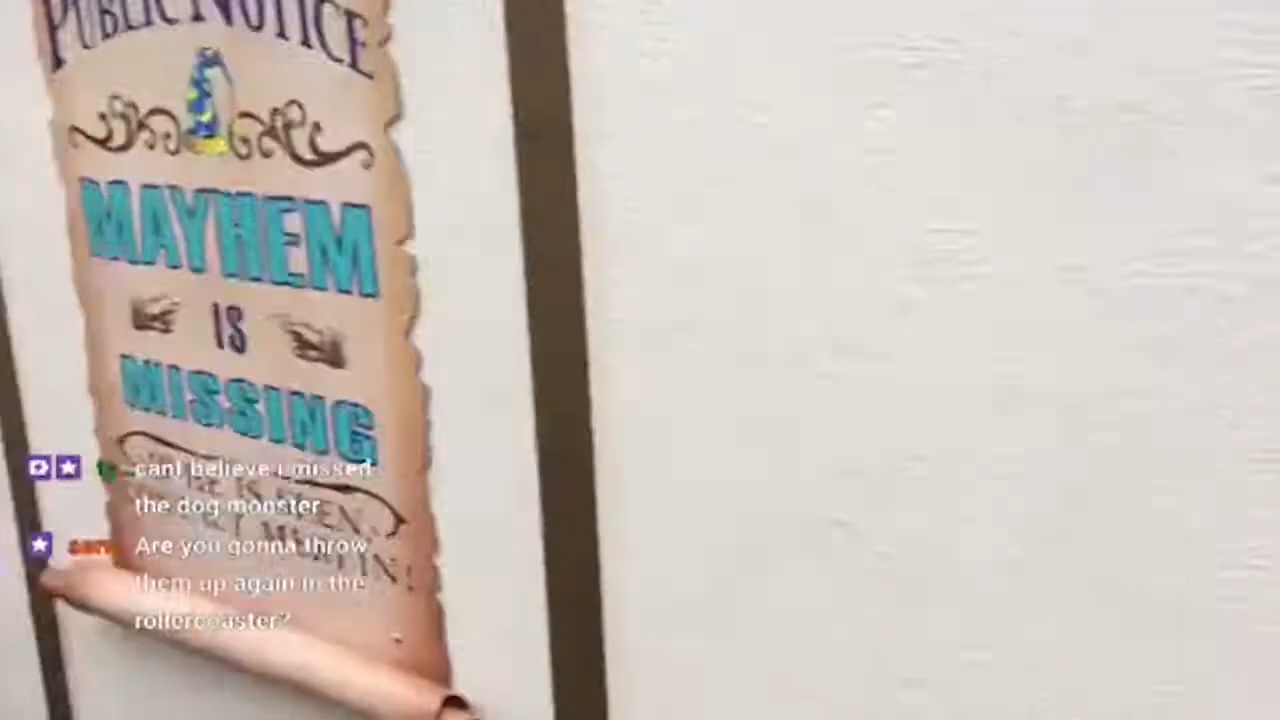 PUBLIC NOTICE
MAYHEM
IS
MISSING
cant believe i missed
the dog monster
Are you gonna throw
them up again in the
rollercoaster?